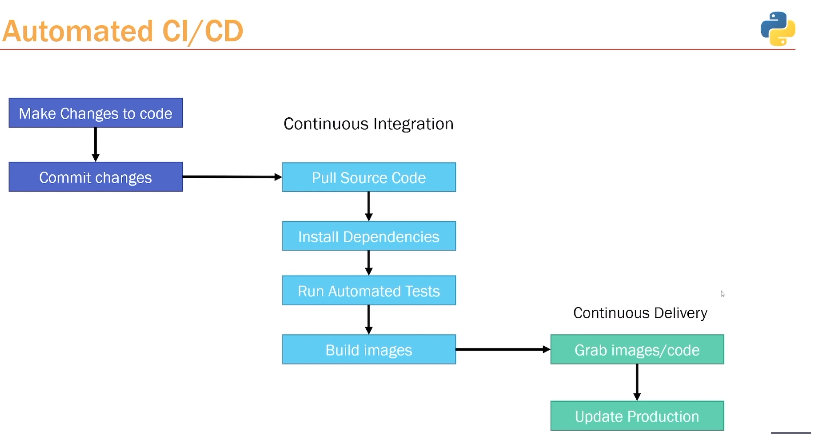 Automated CI/CD
Make Changes to code
Continuous Integration
Commit changes
Pull Source Code
Install Dependencies
Run Automated Tests
Continuous Delivery
Build images
Grab images/code
Update Production